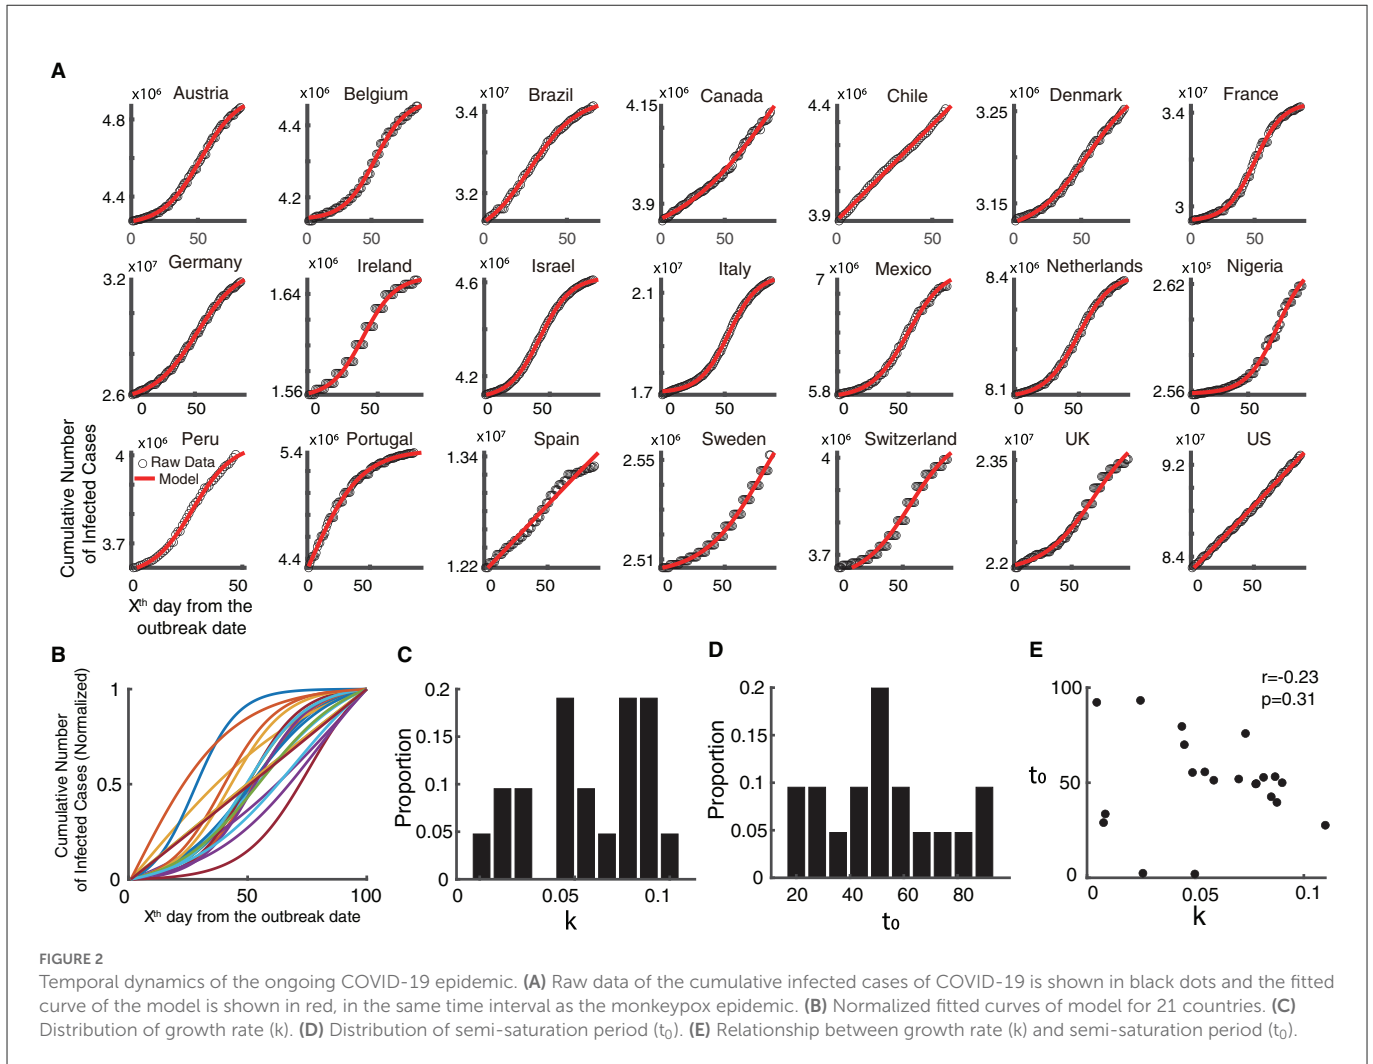 A
x10⁶ Austria
4.8
4.4
0 50
x10⁶ Belgium
4.4
4.2
0 50
x10⁷ Brazil
3.4
3.2
0 50
4.15
x10⁶ Canada
3.9
0 50
4.4
x10⁶ Chile
3.9
0 50
x10⁶ Denmark
3.25
3.15
0 50
x10⁷ France
3.4
3
0 50
x10⁷ Germany
3.2
2.6
0 50
x10⁶ Ireland
1.64
1.56
0 50
x10⁶ Israel
4.6
4.2
0 50
x10⁷ Italy
2.1
1.7
0 50
7 x10⁶ Mexico
5.8
0 50
8.4 x10⁶ Netherlands
8.1
0 50
x10⁵ Nigeria
2.62
2.56
0 50
Cumulative Number
of Infected Cases
x10⁶ Peru
4
Raw Data
Model
3.7
0 50
Xᵗʰ day from the
outbreak date
x10⁶ Portugal
5.4
4.4
0 50
x10⁷ Spain
1.34
1.22
0 50
x10⁶ Sweden
2.55
2.51
0 50
x10⁶ Switzerland
4
3.7
0 50
x10⁷ UK
2.35
2.2
0 50
x10⁷ US
9.2
8.4
0 50
B
Cumulative Number
of Infected Cases (Normalized)
1
0.5
0
0 50 100
Xᵗʰ day from the outbreak date
C
Proportion
0.2
0.15
0.1
0.05
0
0 0.05 0.1
k
D
Proportion
0.2
0.15
0.1
0.05
0
20 40 60 80
t₀
E
r=-0.23
p=0.31
100
t₀ 50
0
0 0.05 0.1
k
FIGURE 2
Temporal dynamics of the ongoing COVID-19 epidemic. (A) Raw data of the cumulative infected cases of COVID-19 is shown in black dots and the fitted
curve of the model is shown in red, in the same time interval as the monkeypox epidemic. (B) Normalized fitted curves of model for 21 countries. (C)
Distribution of growth rate (k). (D) Distribution of semi-saturation period (t₀). (E) Relationship between growth rate (k) and semi-saturation period (t₀).